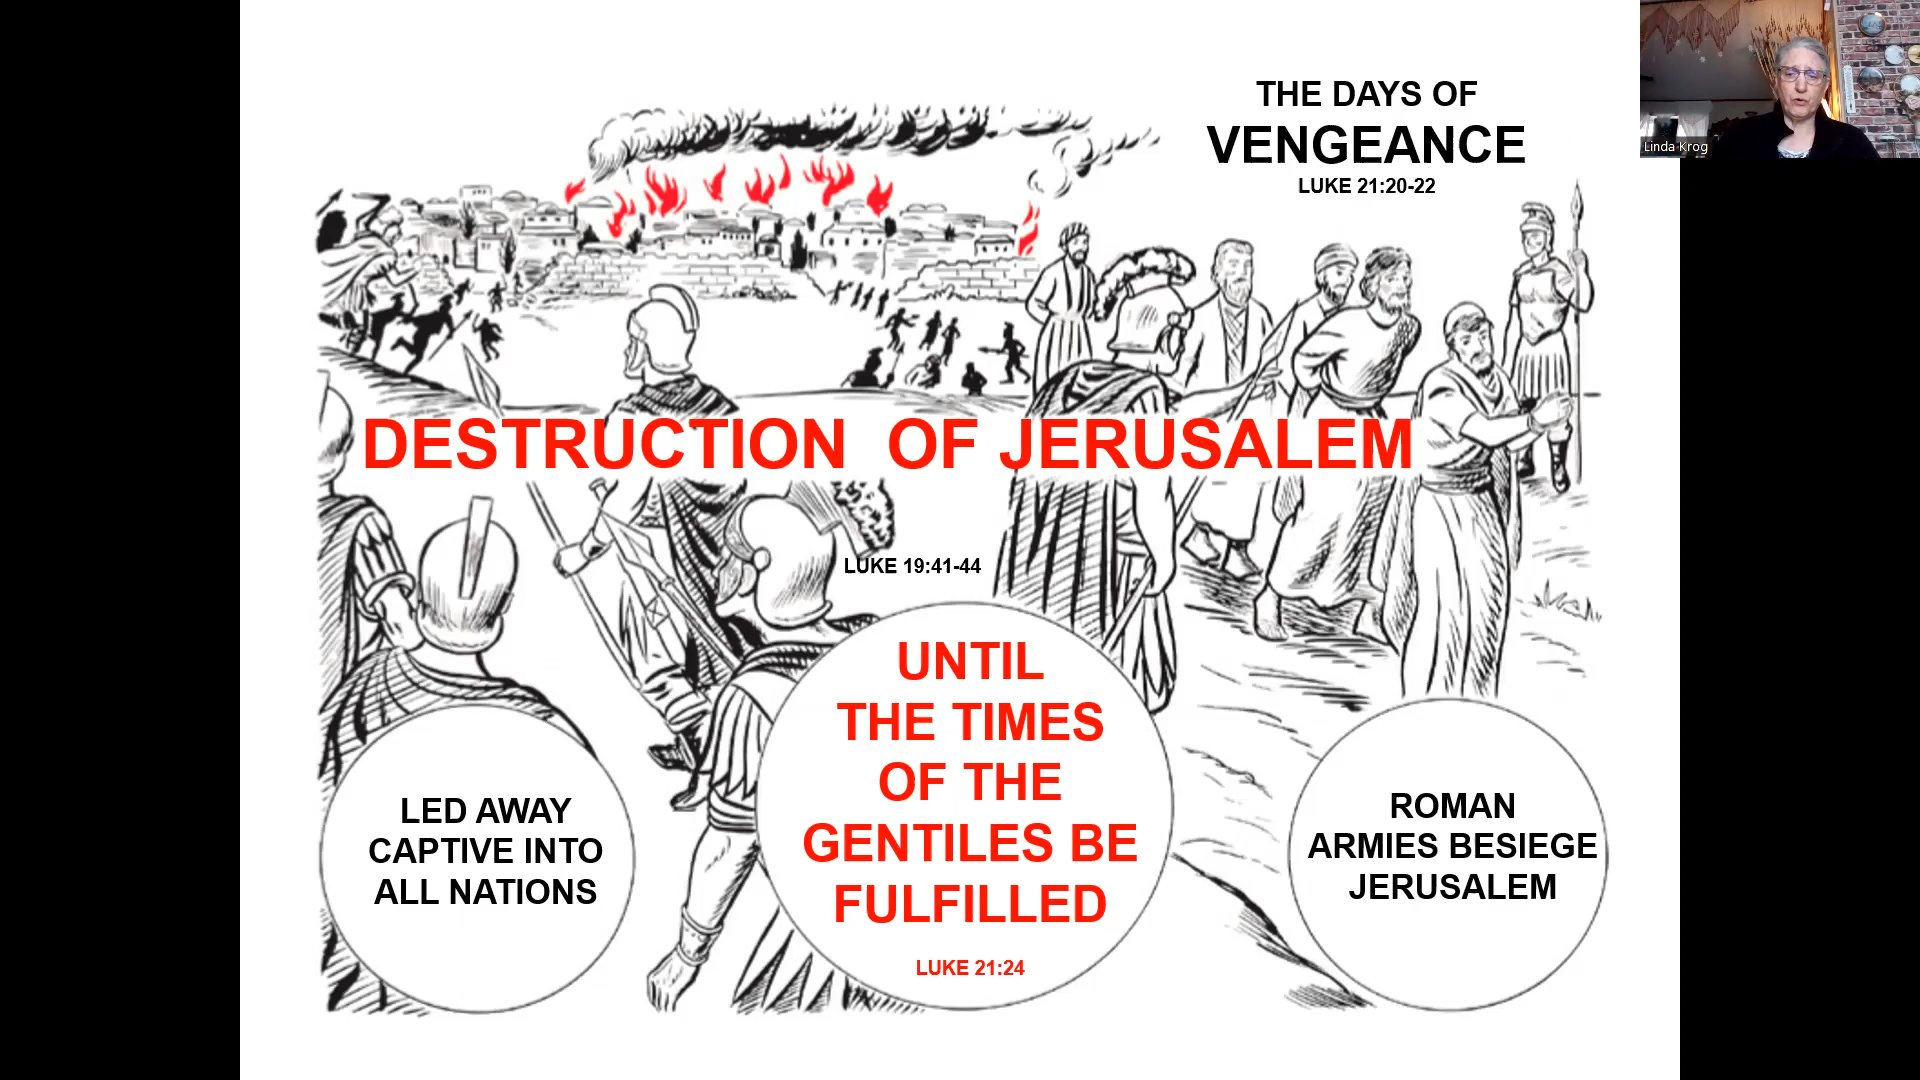 THE DAYS OF
VENGEANCE
LUKE 21:20-22
Linda Krog
DESTRUCTION OF JERUSALEM
LUKE 19:41-44
UNTIL
THE TIMES
OF THE
GENTILES BE
FULFILLED
LUKE 21:24
LED AWAY
CAPTIVE INTO
ALL NATIONS
ROMAN
ARMIES BESIEGE
JERUSALEM